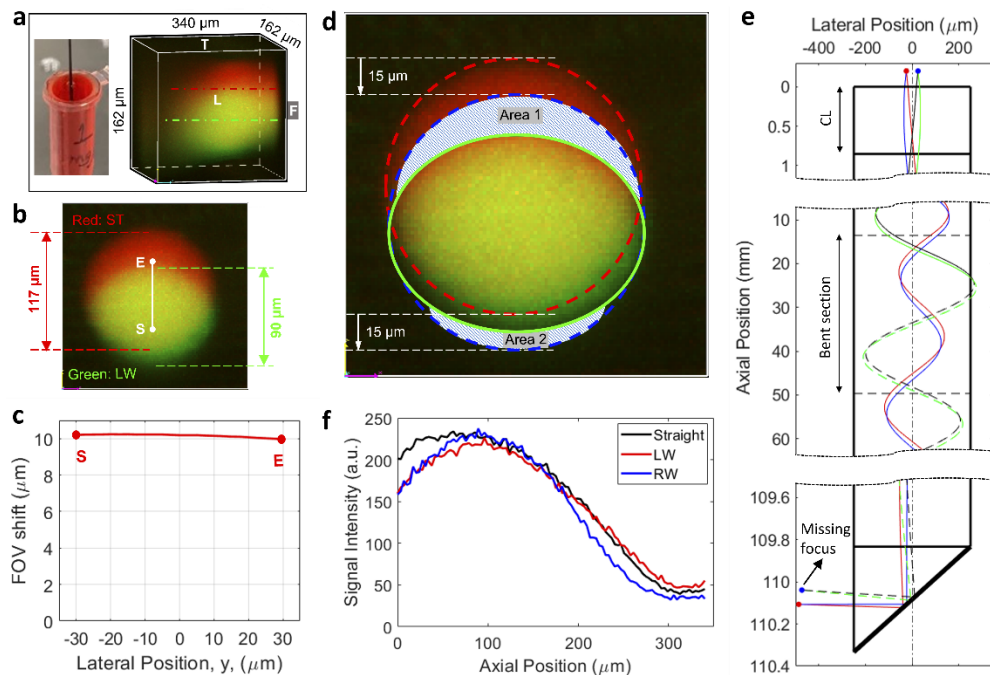 a
340 μm
162 μm
T
L
F
162 μm
b
Red: ST
E
S
117 μm
90 μm
Green: LW
c
FOV shift (μm)
10
8
6
4
2
0
S
E
-30 -20 -10 0 10 20 30
Lateral Position, y, (μm)
d
15 μm
Area 1
15 μm
Area 2
f
Signal Intensity (a.u.)
250
200
150
100
50
0
Straight
LW
RW
0 100 200 300
Axial Position (μm)
e
Lateral Position (μm)
-400 -200 0 200
0
0.5
1
CL
Axial Position (mm)
10
20
30
40
50
60
Bent section
109.6
109.8
110
110.2
110.4
Missing
focus